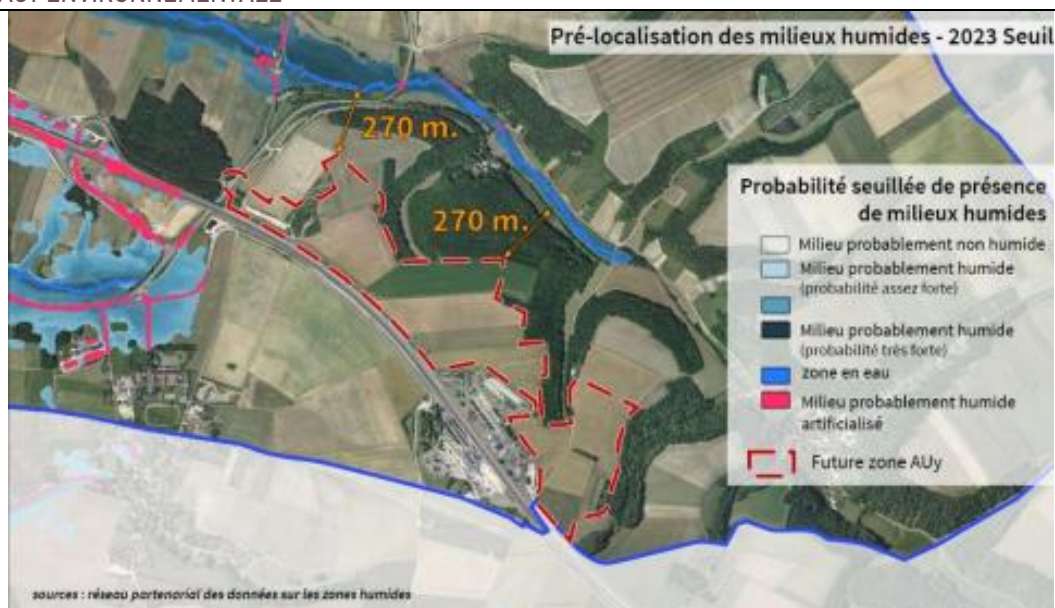 Pré-localisation des milieux humides - 2023 Seuil
270 m.
270 m.
Probabilité seuillée de présence
de milieux humides
Milieu probablement non humide
Milieu probablement humide
(probabilité assez forte)
Milieu probablement humide
(probabilité très forte)
zone en eau
Milieu probablement humide
artificialisé
Future zone AUy
sources : réseau partenarial des données sur les zones humides